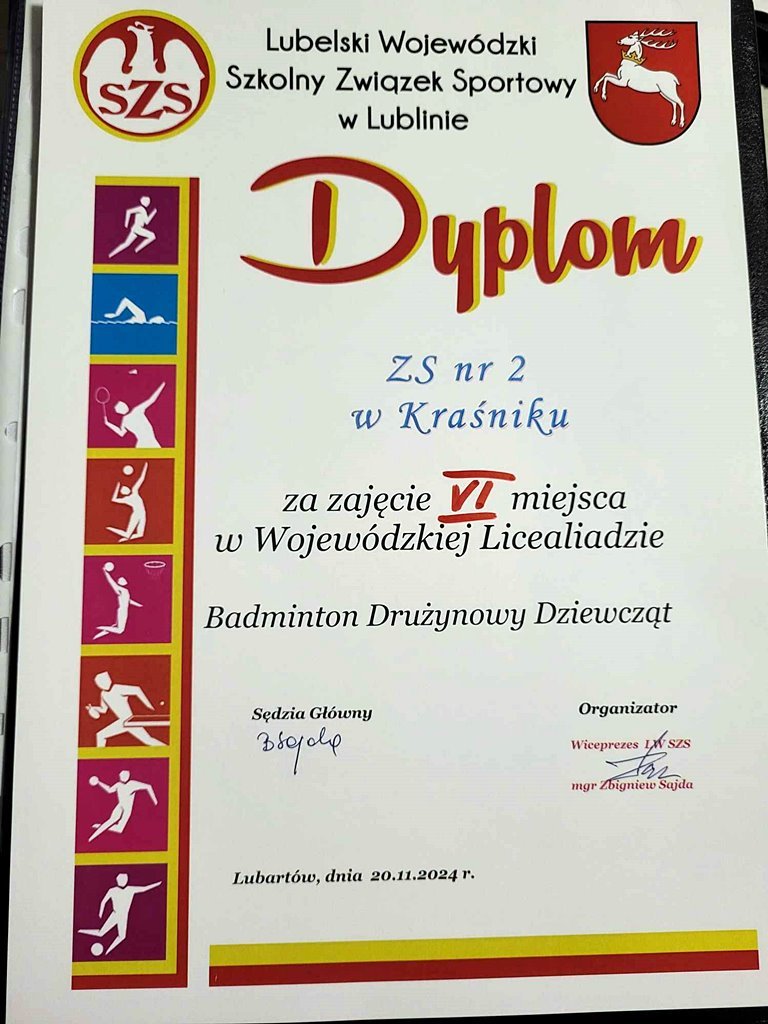 SZS
Lubelski Wojewódzki
Szkolny Związek Sportowy
w Lublinie
Dyplom
ZS nr 2
w Kraśniku
za zajęcie VI miejsca
w Wojewódzkiej Licealiadzie
Badminton Drużynowy Dziewcząt
Sędzia Główny
Organizator
Wiceprezes LW SZS
mgr Zbigniew Sajda
Lubartów, dnia 20.11.2024 r.